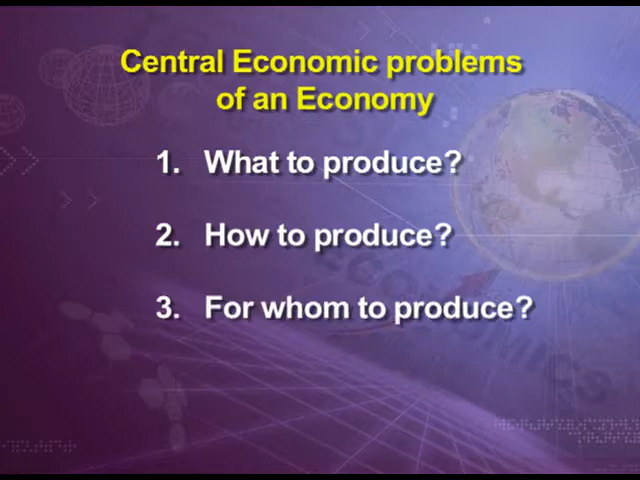 Central Economic problems
of an Economy
1. What to produce?
2. How to produce?
3. For whom to produce?
ECONOMICS